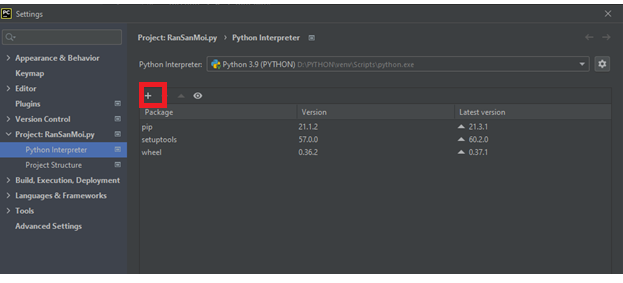 PC Settings
Project: RanSanMoi.py > Python Interpreter
Appearance & Behavior
Keymap
Python Interpreter: Python 3.9 (PYTHON) D:\PYTHON\venv\Scripts\python.exe
Editor
Plugins
Version Control
Project: RanSanMoi.py
Python Interpreter
Project Structure
Build, Execution, Deployment
Languages & Frameworks
Tools
Advanced Settings
Package Version Latest version
pip 21.1.2 21.3.1
setuptools 57.0.0 60.2.0
wheel 0.36.2 0.37.1